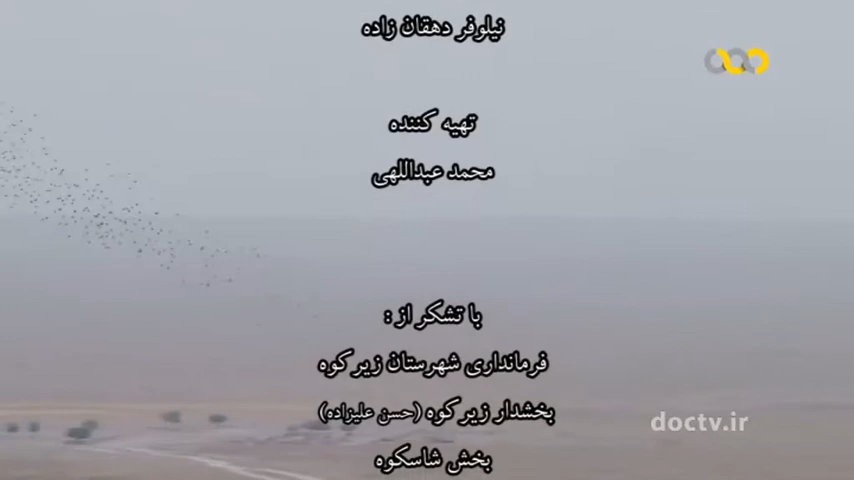 نیلوفر دهقان زاده
تهیه کننده
محمد عبداللهی
با تشکر از :
فرمانداری شهرستان زیرکوه
بخشدار زیرکوه (حسن علیزاده)
doctv.ir
بخش شاسکوه